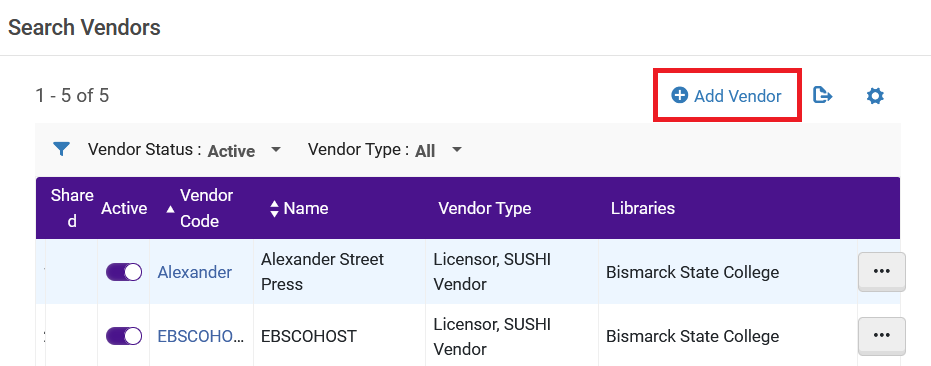 Search Vendors
1 - 5 of 5
Add Vendor
Vendor Status : Active
Vendor Type : All
Share
d
Active
Vendor
Code
Name
Vendor Type
Libraries
Alexander
Alexander Street
Press
Licensor, SUSHI
Vendor
Bismarck State College
EBSCOHO...
EBSCOHOST
Licensor, SUSHI
Vendor
Bismarck State College